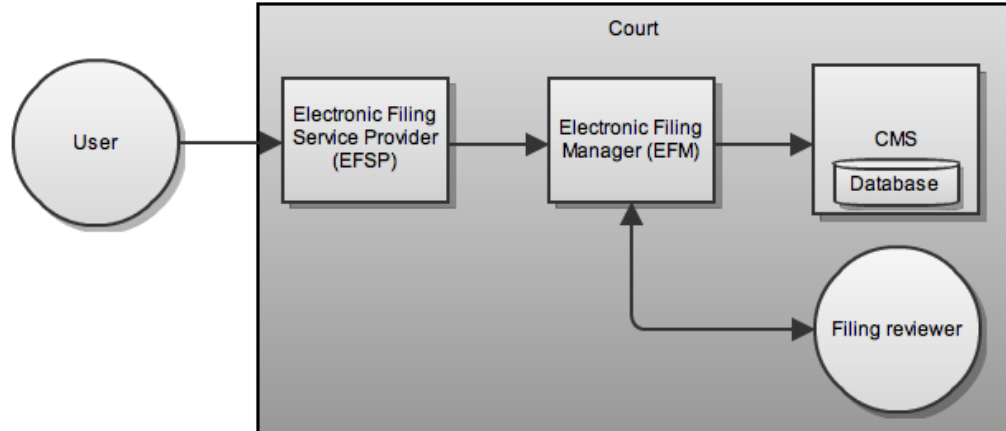 Court
User
Electronic Filing
Service Provider
(EFSP)
Electronic Filing
Manager (EFM)
CMS
Database
Filing reviewer